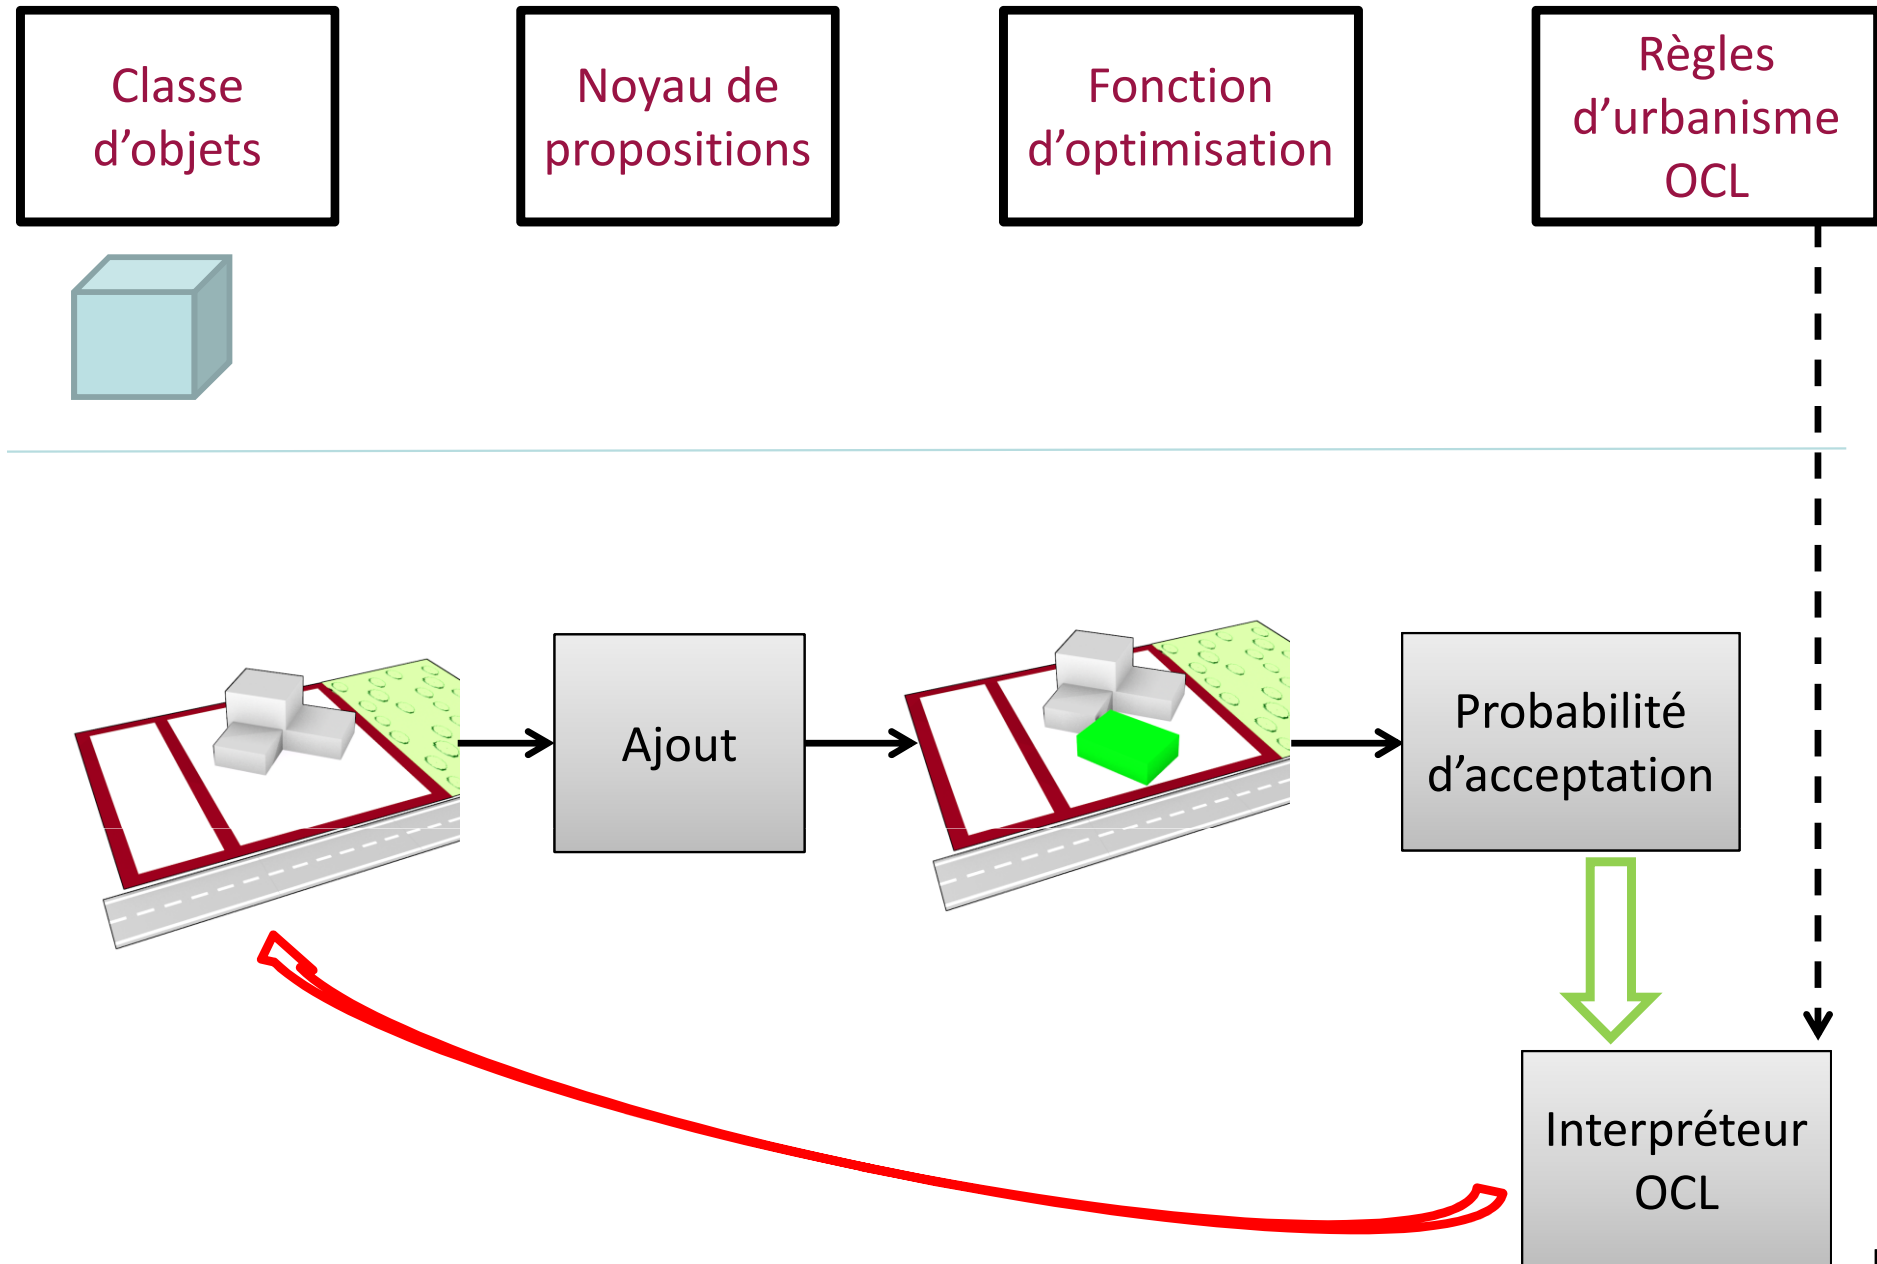 Classe
d’objets
Noyau de
propositions
Fonction
d’optimisation
Règles
d’urbanisme
OCL
Ajout
Probabilité
d’acceptation
Interpréteur
OCL